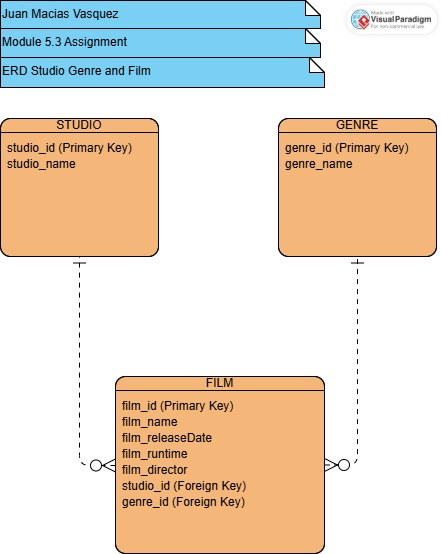 Juan Macias Vasquez
Module 5.3 Assignment
ERD Studio Genre and Film
Made with
VisualParadigm
For non-commercial use
STUDIO
studio_id (Primary Key)
studio_name
GENRE
genre_id (Primary Key)
genre_name
FILM
film_id (Primary Key)
film_name
film_releaseDate
film_runtime
film_director
studio_id (Foreign Key)
genre_id (Foreign Key)